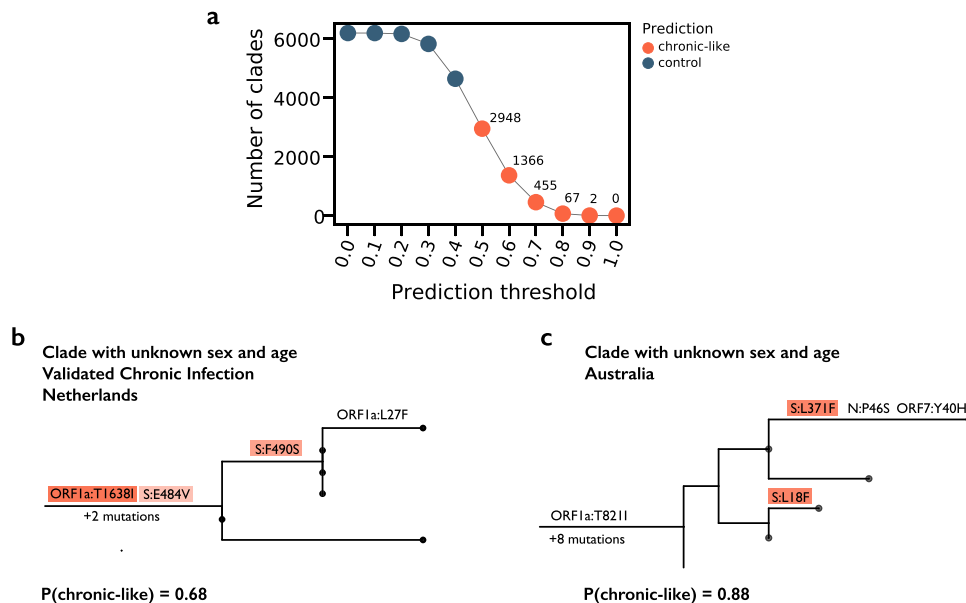 a
Prediction
chronic-like
control
Number of clades
6000
4000
2000
0
2948
1366
455
67
2
0
0.0
0.1
0.2
0.3
0.4
0.5
0.6
0.7
0.8
0.9
1.0
Prediction threshold
b
Clade with unknown sex and age
Validated Chronic Infection
Netherlands
ORF1a:L27F
S:F490S
ORF1a:T1638I S:E484V
+2 mutations
P(chronic-like) = 0.68
c
Clade with unknown sex and age
Australia
S:L371F N:P46S ORF7:Y40H
S:L18F
ORF1a:T821I
+8 mutations
P(chronic-like) = 0.88